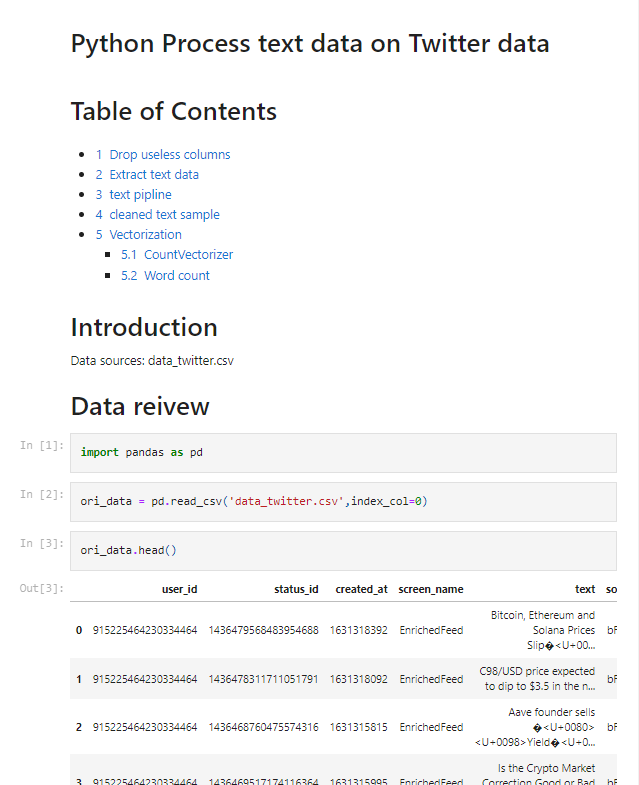 Python Process text data on Twitter data
Table of Contents
1 Drop useless columns
2 Extract text data
3 text pipline
4 cleaned text sample
5 Vectorization
5.1 CountVectorizer
5.2 Word count
Introduction
Data sources: data_twitter.csv
Data reivew
In [1]: import pandas as pd
In [2]: ori_data = pd.read_csv('data_twitter.csv',index_col=0)
In [3]: ori_data.head()
Out[3]: user_id status_id created_at screen_name text so
Bitcoin, Ethereum and
0 915225464230334464 1436479568483954688 1631318392 EnrichedFeed Solana Prices bF
Slip�<U+00...
1 915225464230334464 1436478311711051791 1631318092 EnrichedFeed C98/USD price expected bF
to dip to $3.5 in the n...
Aave founder sells
2 915225464230334464 1436468760475574316 1631315815 EnrichedFeed �<U+0080> bF
<U+0098>Yield�<U+0...
Is the Crypto Market
3 915225464230334464 1436469517174116364 1631315995 EnrichedFeed Correction Good or Bad bF